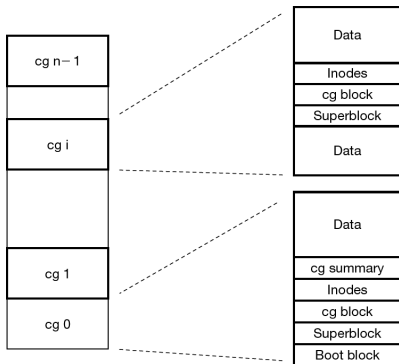 cg n−1
cg i
cg 1
cg 0
Data
Inodes
cg block
Superblock
Data
Data
cg summary
Inodes
cg block
Superblock
Boot block